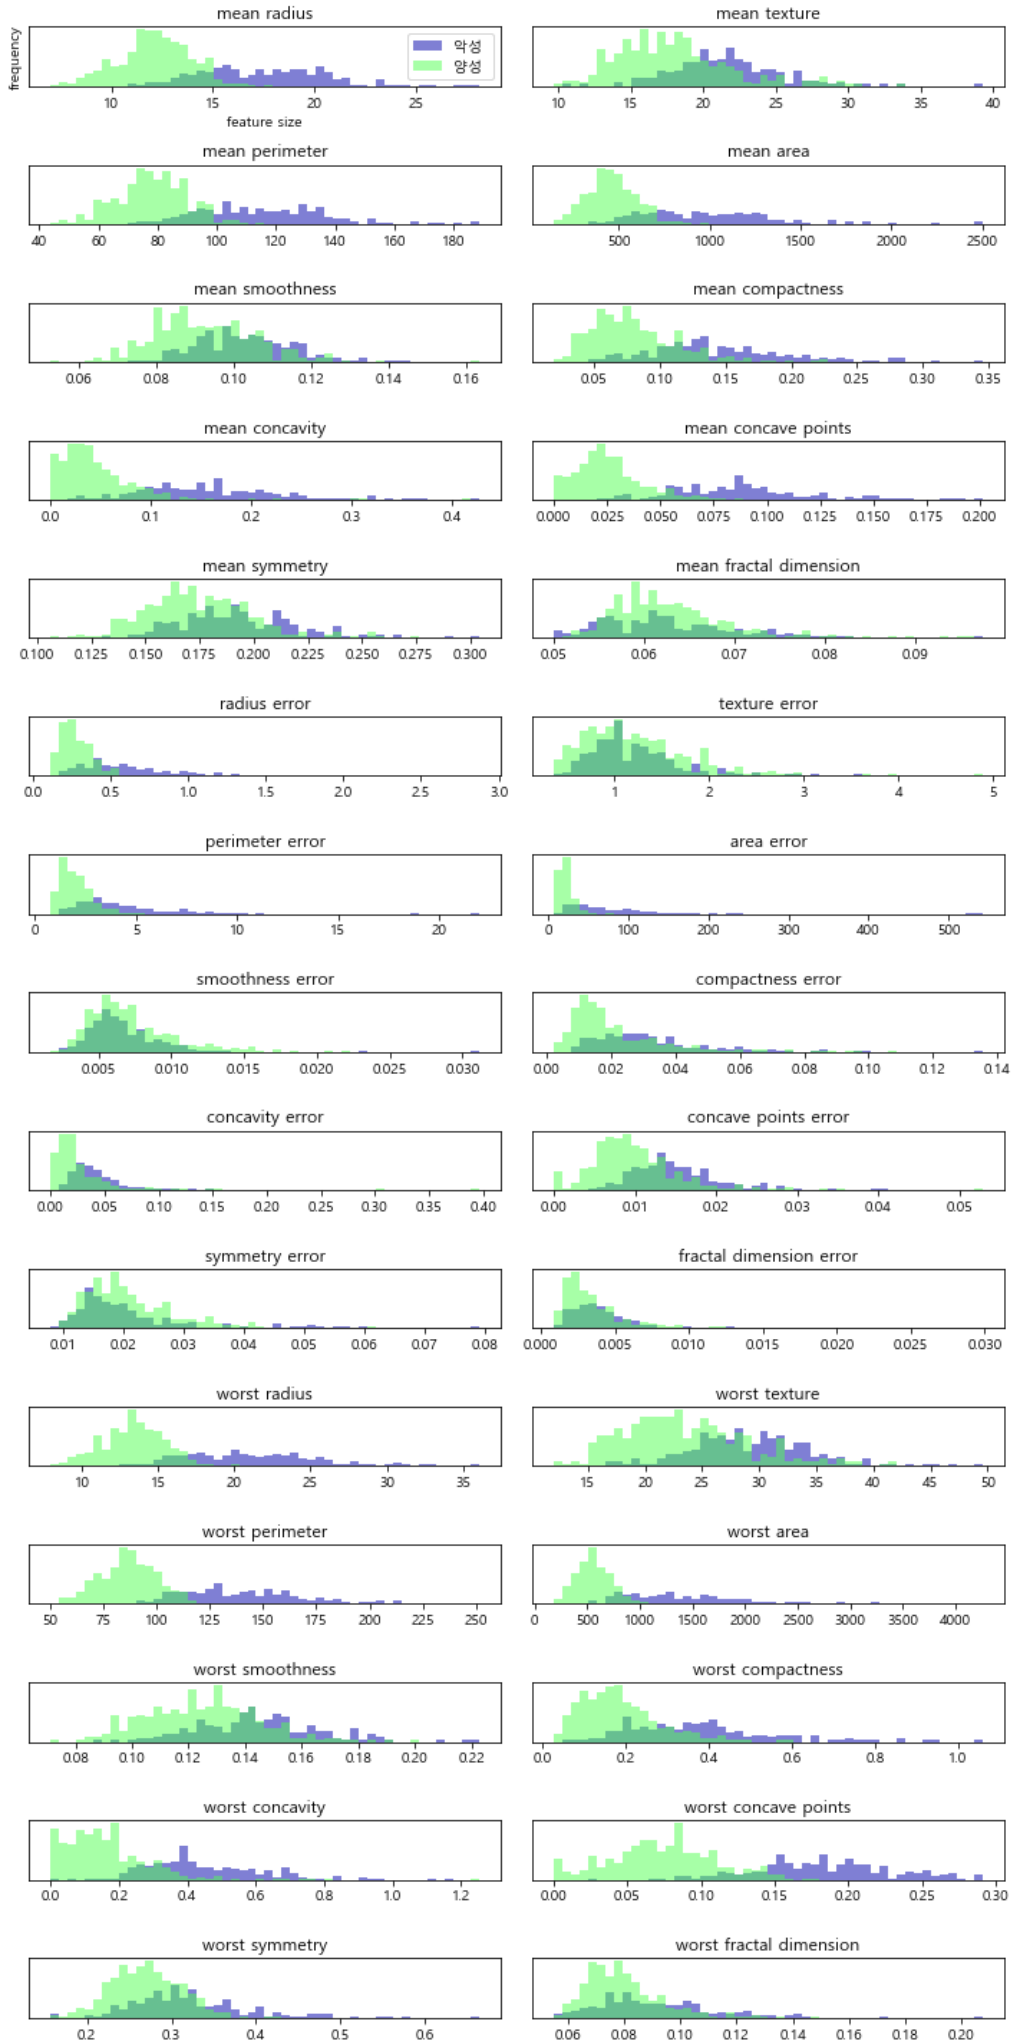 mean radius
mean texture
frequency
악성
양성
10 15 20 25
10 15 20 25 30 35 40
feature size
mean perimeter
mean area
40 60 80 100 120 140 160 180
500 1000 1500 2000 2500
mean smoothness
mean compactness
0.06 0.08 0.10 0.12 0.14 0.16
0.05 0.10 0.15 0.20 0.25 0.30 0.35
mean concavity
mean concave points
0.0 0.1 0.2 0.3 0.4
0.000 0.025 0.050 0.075 0.100 0.125 0.150 0.175 0.200
mean symmetry
mean fractal dimension
0.100 0.125 0.150 0.175 0.200 0.225 0.250 0.275 0.300
0.05 0.06 0.07 0.08 0.09
radius error
texture error
0.0 0.5 1.0 1.5 2.0 2.5 3.0
1 2 3 4 5
perimeter error
area error
0 5 10 15 20
0 100 200 300 400 500
smoothness error
compactness error
0.005 0.010 0.015 0.020 0.025 0.030
0.00 0.02 0.04 0.06 0.08 0.10 0.12 0.14
concavity error
concave points error
0.00 0.05 0.10 0.15 0.20 0.25 0.30 0.35 0.40
0.00 0.01 0.02 0.03 0.04 0.05
symmetry error
fractal dimension error
0.01 0.02 0.03 0.04 0.05 0.06 0.07 0.08
0.000 0.005 0.010 0.015 0.020 0.025 0.030
worst radius
worst texture
10 15 20 25 30 35
15 20 25 30 35 40 45 50
worst perimeter
worst area
50 75 100 125 150 175 200 225 250
0 500 1000 1500 2000 2500 3000 3500 4000
worst smoothness
worst compactness
0.08 0.10 0.12 0.14 0.16 0.18 0.20 0.22
0.0 0.2 0.4 0.6 0.8 1.0
worst concavity
worst concave points
0.0 0.2 0.4 0.6 0.8 1.0 1.2
0.00 0.05 0.10 0.15 0.20 0.25 0.30
worst symmetry
worst fractal dimension
0.2 0.3 0.4 0.5 0.6
0.06 0.08 0.10 0.12 0.14 0.16 0.18 0.20